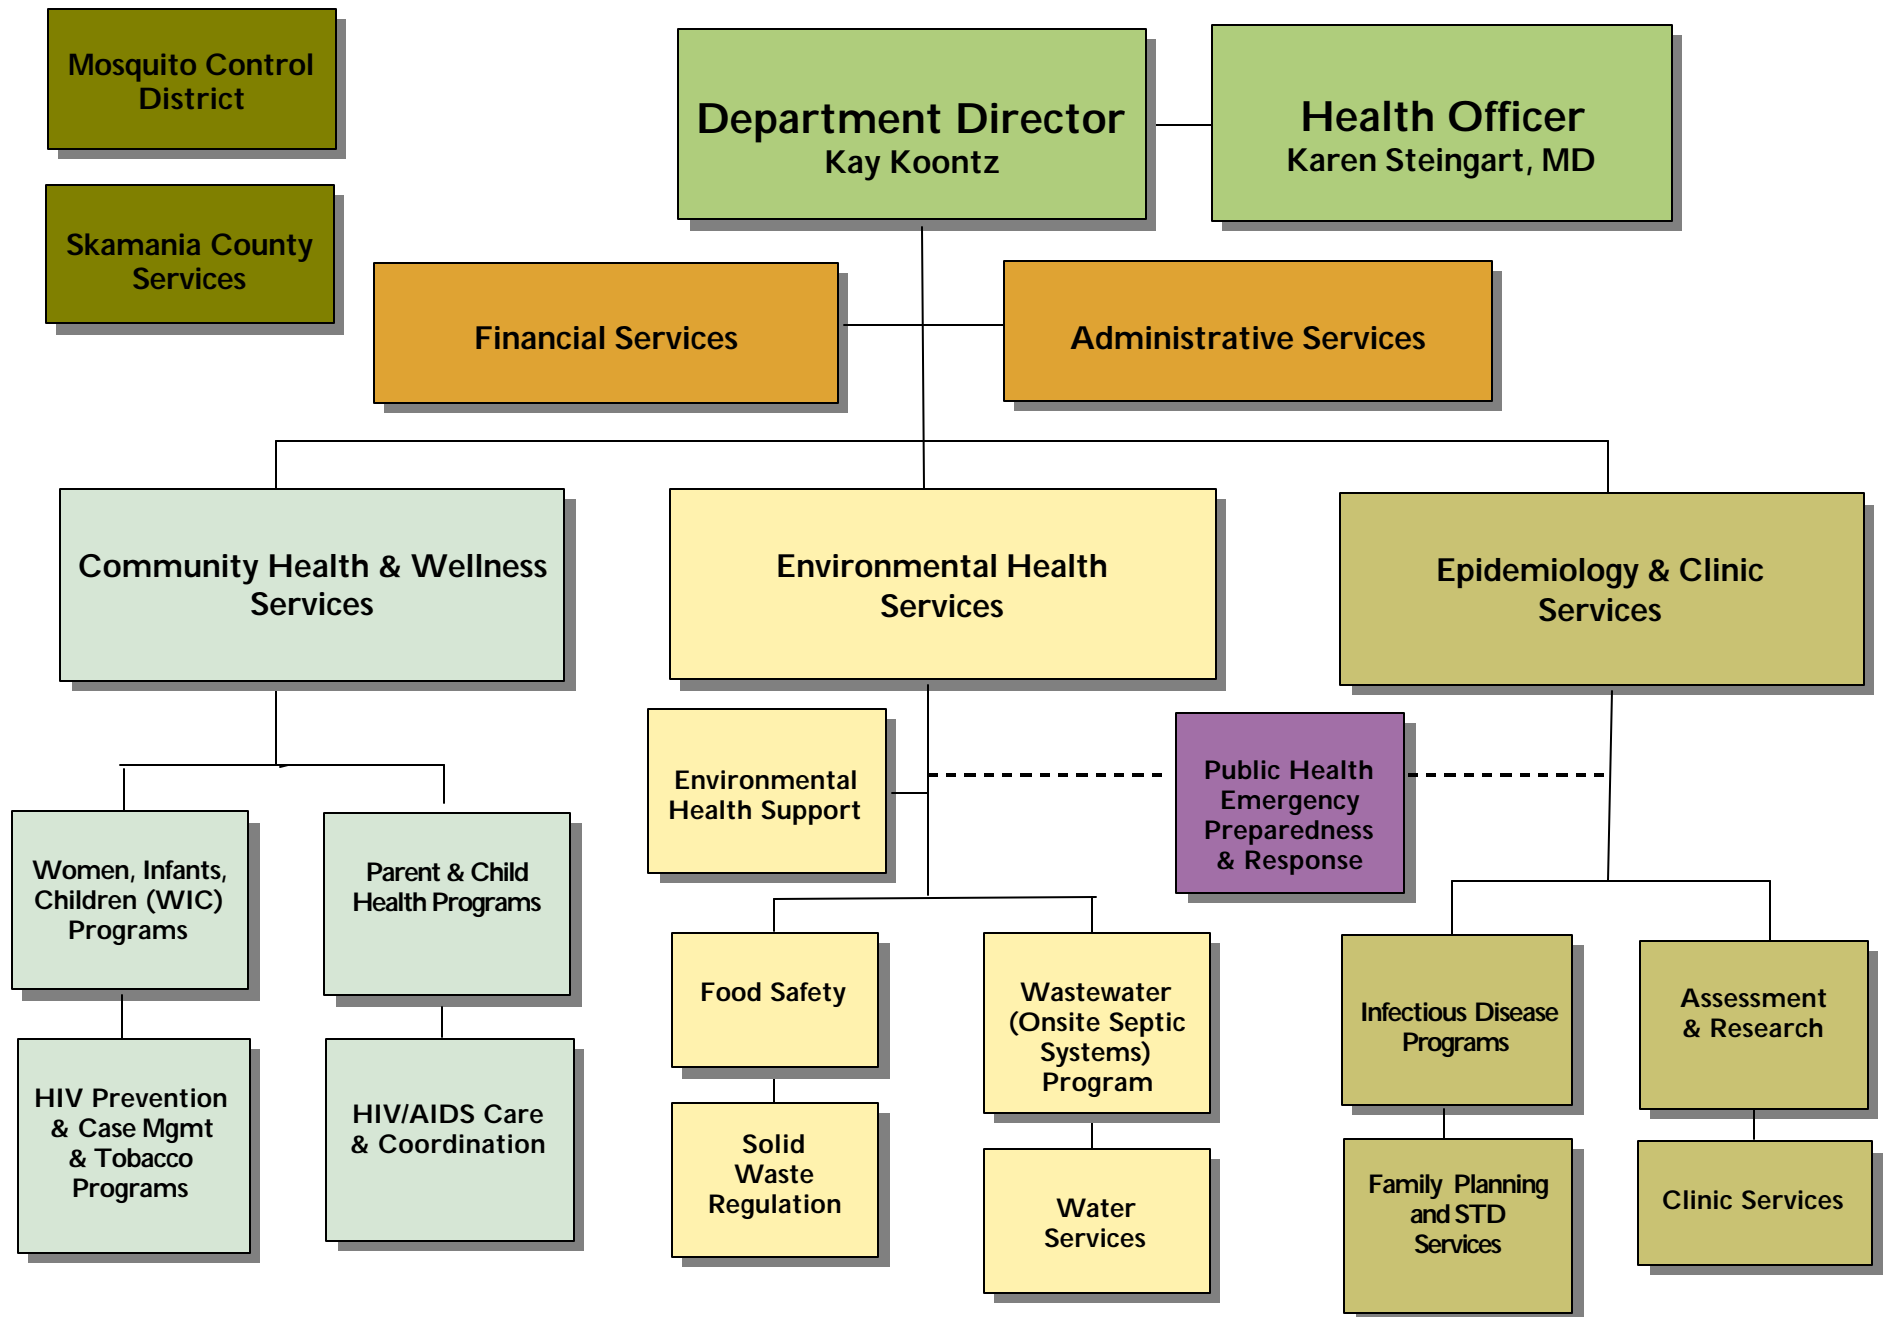 Mosquito Control
District
Department Director
Kay Koontz
Health Officer
Karen Steingart, MD
Skamania County
Services
Financial Services
Administrative Services
Community Health & Wellness
Services
Environmental Health
Services
Epidemiology & Clinic
Services
Environmental
Health Support
Public Health
Emergency
Preparedness
& Response
Women, Infants,
Children (WIC)
Programs
Parent & Child
Health Programs
Food Safety
Wastewater
(Onsite Septic
Systems)
Program
Infectious Disease
Programs
Assessment
& Research
HIV Prevention
& Case Mgmt
& Tobacco
Programs
HIV/AIDS Care
& Coordination
Solid
Waste
Regulation
Water
Services
Family Planning
and STD
Services
Clinic Services